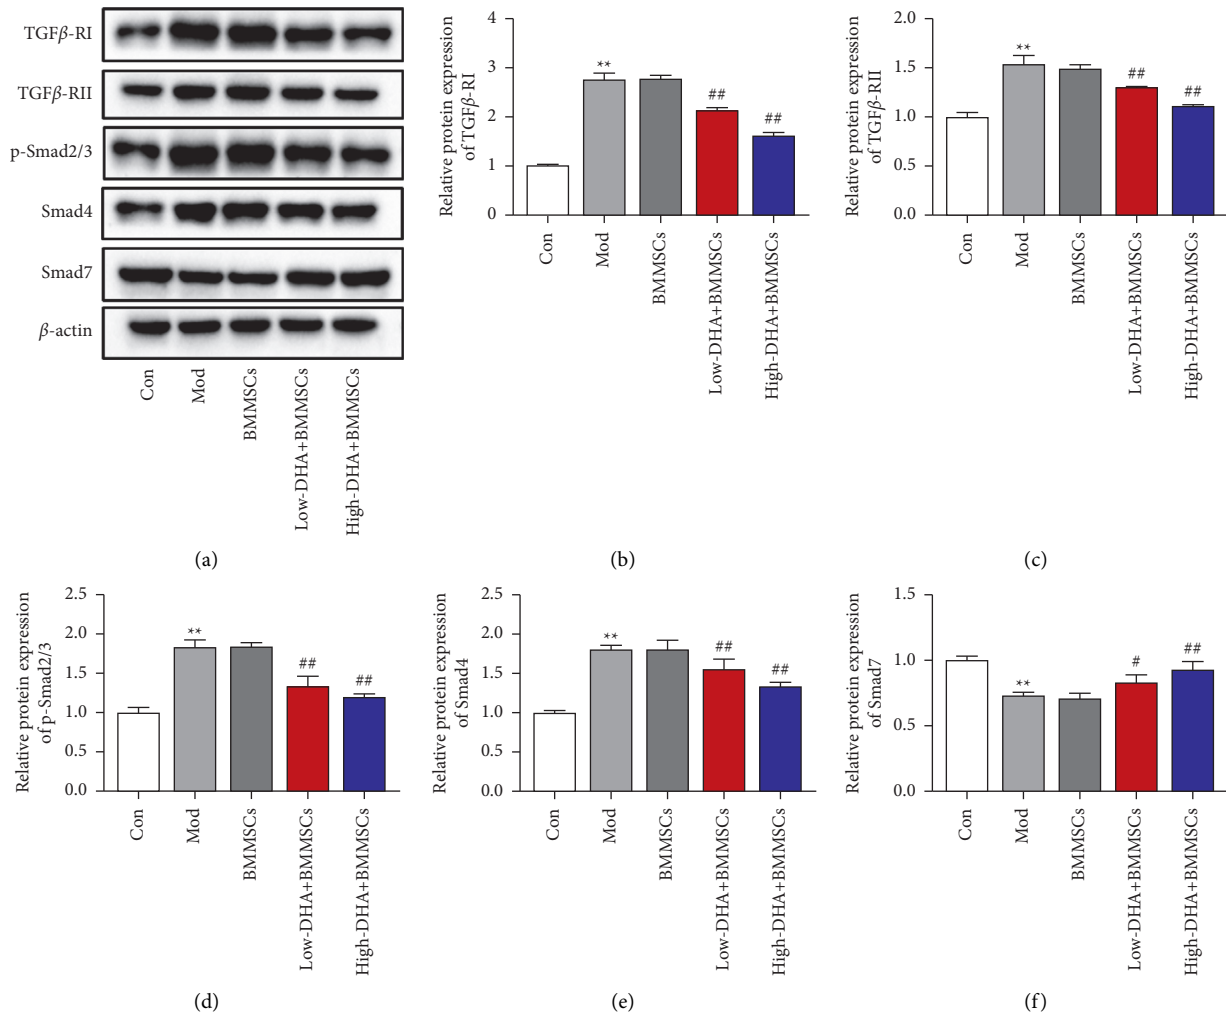 TGFβ-RI
TGFβ-RII
p-Smad2/3
Smad4
Smad7
β-actin
Con
Mod
BMMSCs
Low-DHA+BMMSCs
High-DHA+BMMSCs
(a)
Relative protein expression
of TGFβ-RI
4
3
2
1
0
**
##
##
Con
Mod
BMMSCs
Low-DHA+BMMSCs
High-DHA+BMMSCs
(b)
Relative protein expression
of TGFβ-RII
2.0
1.5
1.0
0.5
0.0
**
##
##
Con
Mod
BMMSCs
Low-DHA+BMMSCs
High-DHA+BMMSCs
(c)
Relative protein expression
of p-Smad2/3
2.5
2.0
1.5
1.0
0.5
0.0
**
##
##
Con
Mod
BMMSCs
Low-DHA+BMMSCs
High-DHA+BMMSCs
(d)
Relative protein expression
of Smad4
2.5
2.0
1.5
1.0
0.5
0.0
**
##
##
Con
Mod
BMMSCs
Low-DHA+BMMSCs
High-DHA+BMMSCs
(e)
Relative protein expression
of Smad7
1.5
1.0
0.5
0.0
**
#
##
Con
Mod
BMMSCs
Low-DHA+BMMSCs
High-DHA+BMMSCs
(f)